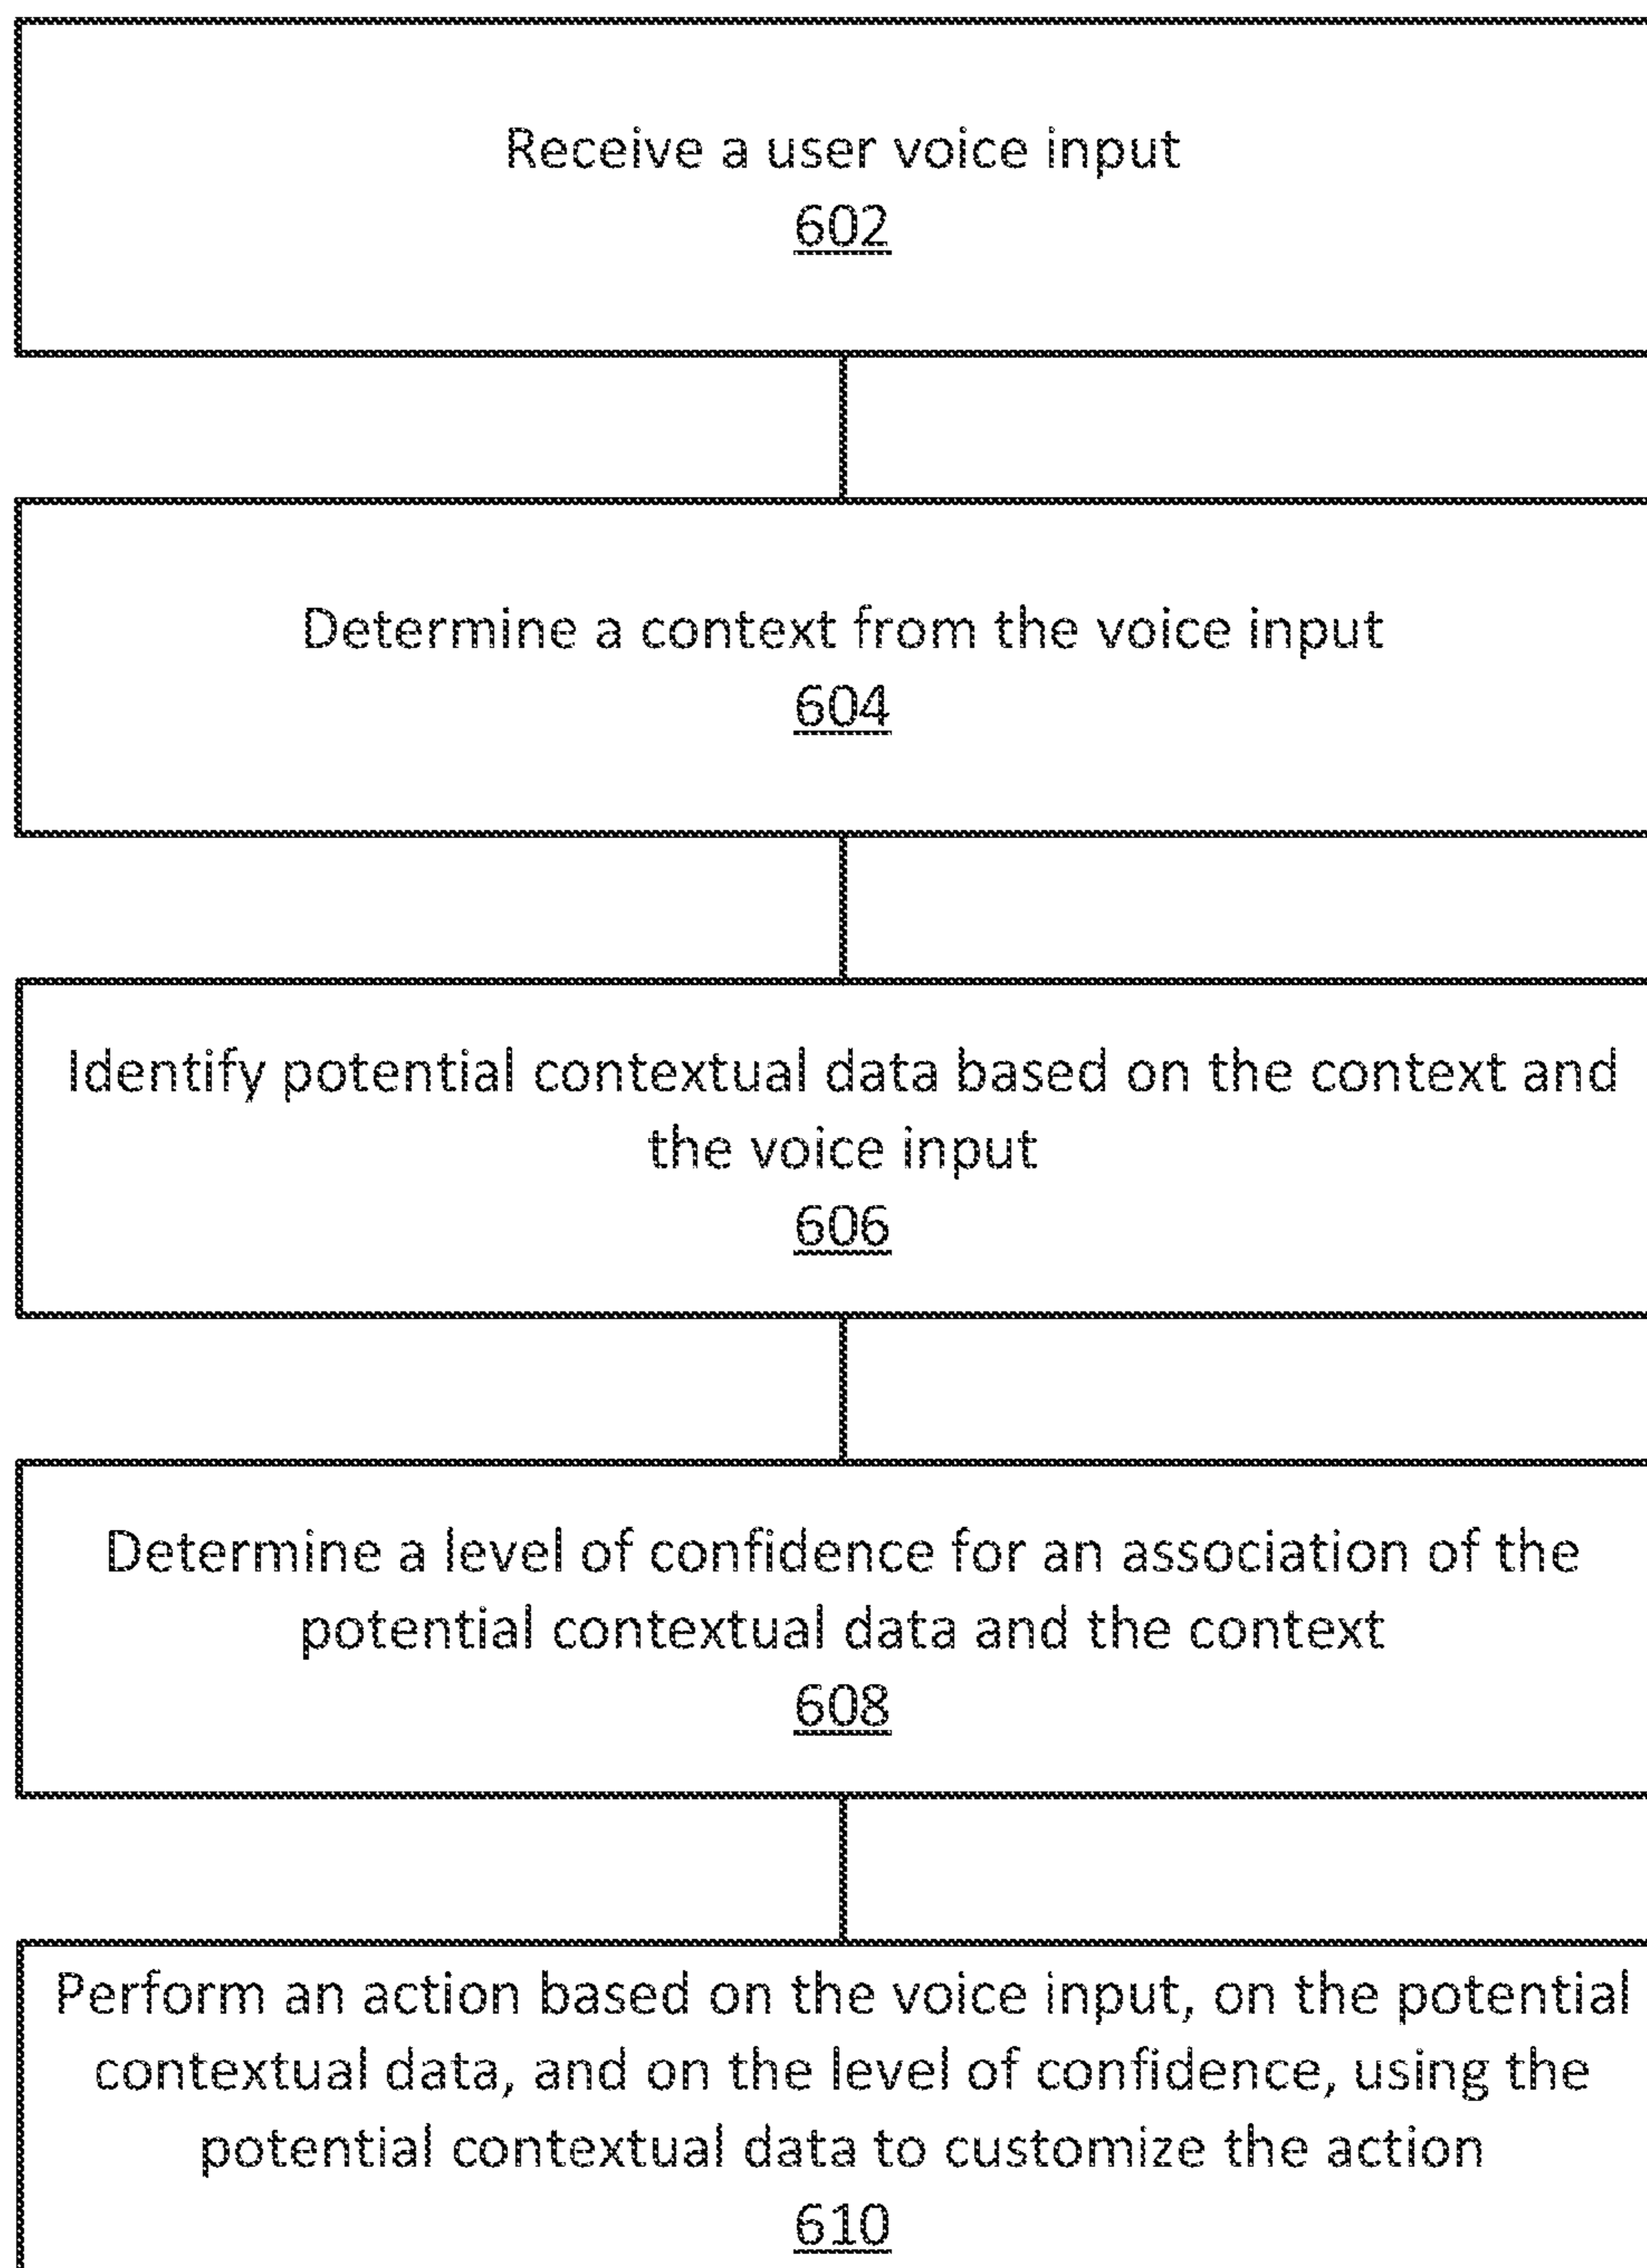 Receive a user voice input
602
Determine a context from the voice input
604
Identify potential contextual data based on the context and
the voice input
606
Determine a level of confidence for an association of the
potential contextual data and the context
608
Perform an action based on the voice input, on the potential
contextual data, and on the level of confidence, using the
potential contextual data to customize the action
610